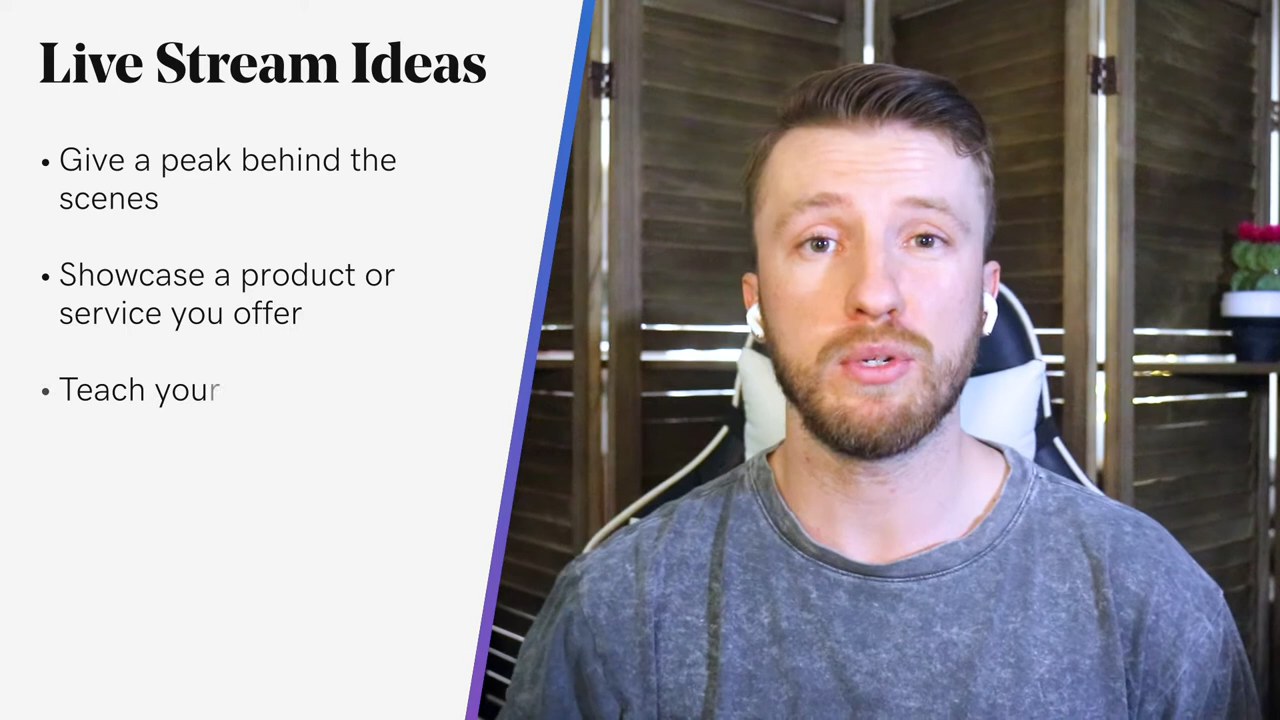 Live Stream Ideas
• Give a peak behind the
scenes
• Showcase a product or
service you offer
• Teach your